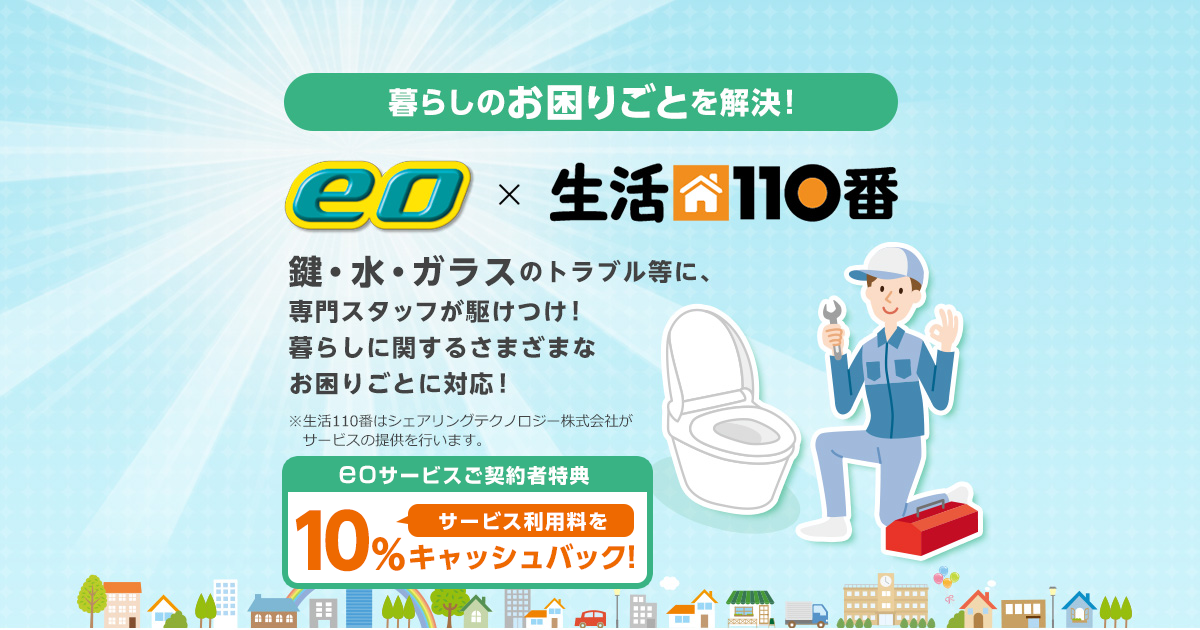 暮らしのお困りごとを解決！
eo × 生活110番
鍵・水・ガラスのトラブル等に、
専門スタッフが駆けつけ！
暮らしに関するさまざまな
お困りごとに対応！
※生活110番はシェアリングテクノロジー株式会社が
サービスの提供を行います。
eoサービスご契約者特典
サービス利用料を
10%キャッシュバック！